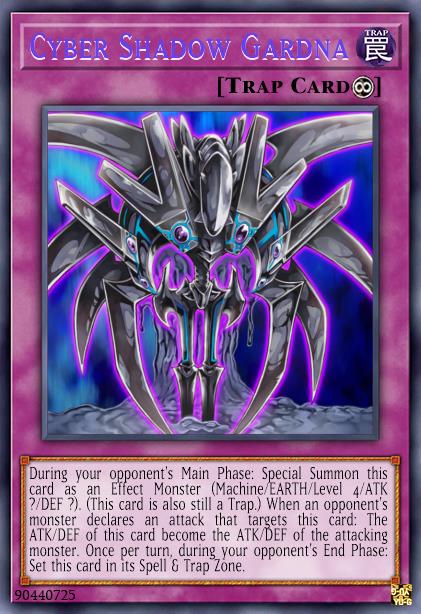 CYBER SHADOW GARDNA
TRAP
罠
[TRAP CARD]
During your opponent's Main Phase: Special Summon this
card as an Effect Monster (Machine/EARTH/Level 4/ATK
?/DEF ?). (This card is also still a Trap.) When an opponent's
monster declares an attack that targets this card: The
ATK/DEF of this card become the ATK/DEF of the attacking
monster. Once per turn, during your opponent's End Phase:
Set this card in its Spell & Trap Zone.
90440725